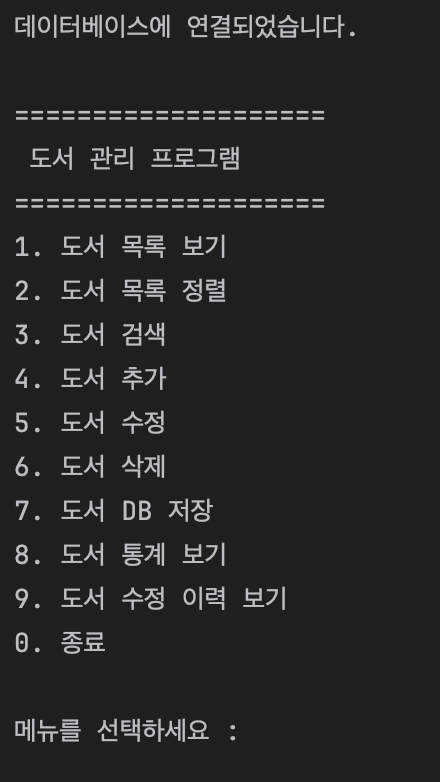 데이터베이스에 연결되었습니다.
====================
도서 관리 프로그램
====================
1. 도서 목록 보기
2. 도서 목록 정렬
3. 도서 검색
4. 도서 추가
5. 도서 수정
6. 도서 삭제
7. 도서 DB 저장
8. 도서 통계 보기
9. 도서 수정 이력 보기
0. 종료
메뉴를 선택하세요 :